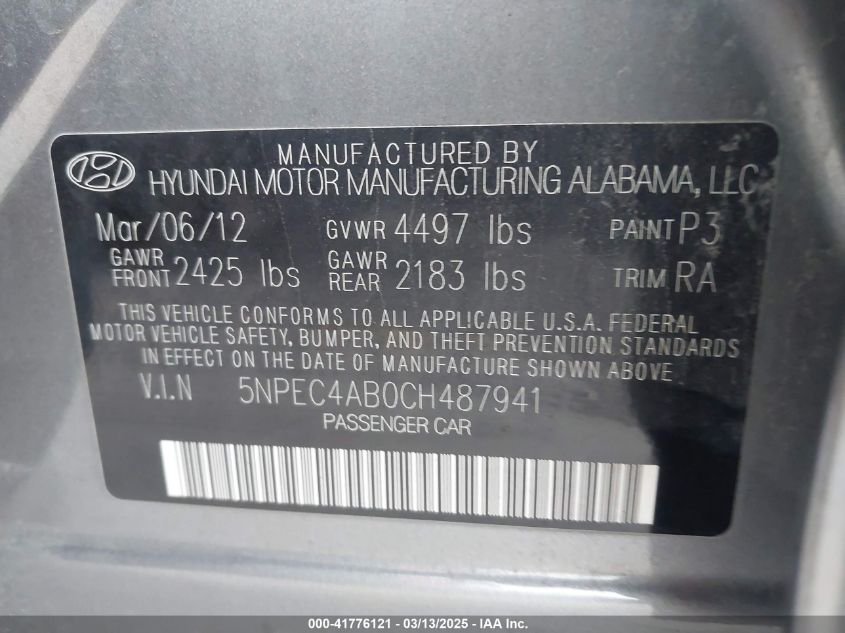 MANUFACTURED BY
HYUNDAI MOTOR MANUFACTURING ALABAMA, LLC
Mar/06/12 GVWR 4497 lbs PAINT P3
GAWR FRONT 2425 lbs GAWR REAR 2183 lbs TRIM RA
THIS VEHICLE CONFORMS TO ALL APPLICABLE U.S.A. FEDERAL
MOTOR VEHICLE SAFETY, BUMPER, AND THEFT PREVENTION STANDARDS
IN EFFECT ON THE DATE OF MANUFACTURE SHOWN ABOVE.
V.I.N 5NPEC4AB0CH487941
PASSENGER CAR
000-41776121 - 03/13/2025 - IAA Inc.